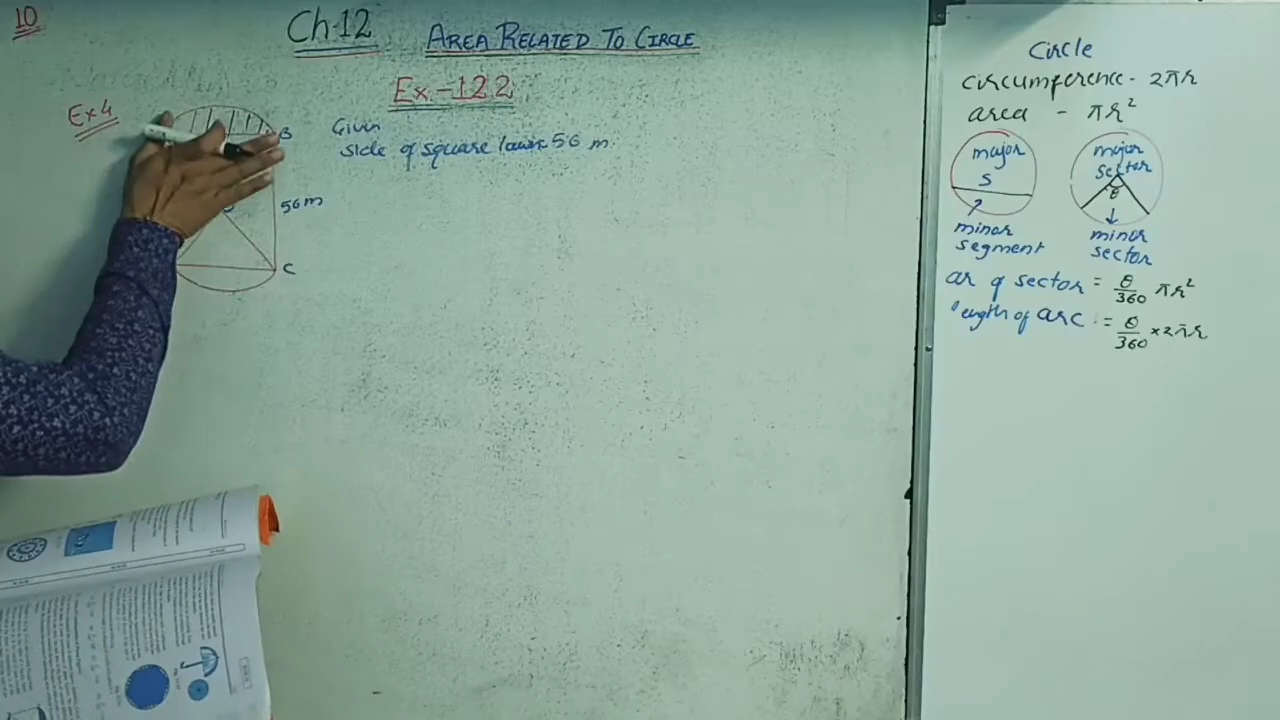 10
Ch-12
AREA RELATED TO CIRCLE
Ex-12.2
Ex 4
B
56 m
C
Given
side of square lawn 56 m
Circle
circumference - 2πr
area - πr²
major
S
minor
segment
major
sector
θ
minor
sector
ar of sector = θ/360 πr²
length of arc = θ/360 × 2πr